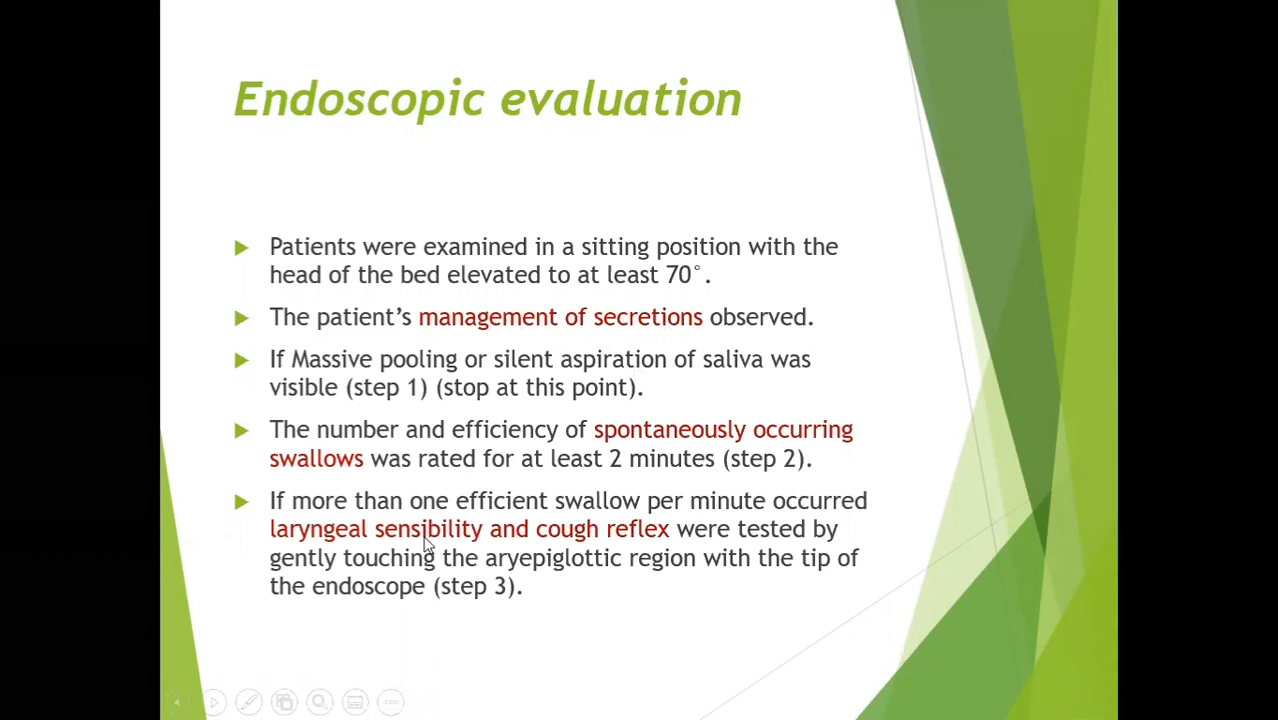 Endoscopic evaluation
Patients were examined in a sitting position with the
head of the bed elevated to at least 70°.
The patient’s management of secretions observed.
If Massive pooling or silent aspiration of saliva was
visible (step 1) (stop at this point).
The number and efficiency of spontaneously occurring
swallows was rated for at least 2 minutes (step 2).
If more than one efficient swallow per minute occurred
laryngeal sensibility and cough reflex were tested by
gently touching the aryepiglottic region with the tip of
the endoscope (step 3).